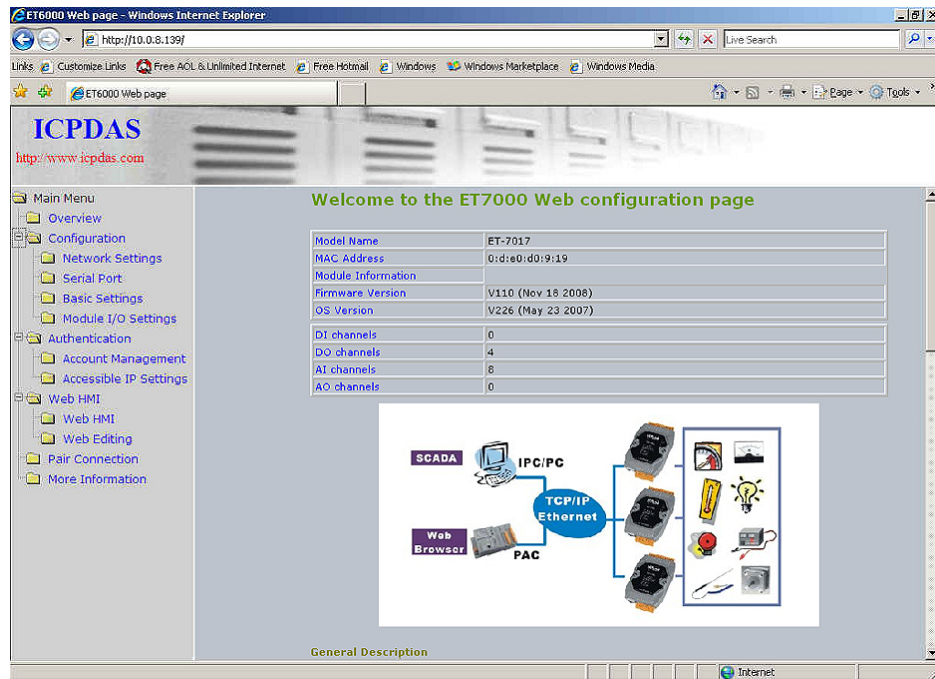 ET6000 Web page - Windows Internet Explorer
http://10.0.8.139/
Live Search
Links Customize Links Free AOL & Unlimited Internet Free Hotmail Windows Windows Marketplace Windows Media
ET6000 Web page
Page Tools
ICPDAS
http://www.icpdas.com
Main Menu
Overview
Configuration
Network Settings
Serial Port
Basic Settings
Module I/O Settings
Authentication
Account Management
Accessible IP Settings
Web HMI
Web HMI
Web Editing
Pair Connection
More Information
Welcome to the ET7000 Web configuration page
Model Name ET-7017
MAC Address 0:d:e0:d0:9:19
Module Information
Firmware Version V110 (Nov 18 2008)
OS Version V226 (May 23 2007)
DI channels 0
DO channels 4
AI channels 8
AO channels 0
SCADA
IPC/PC
TCP/IP
Ethernet
Web
Browser
PAC
General Description
Internet